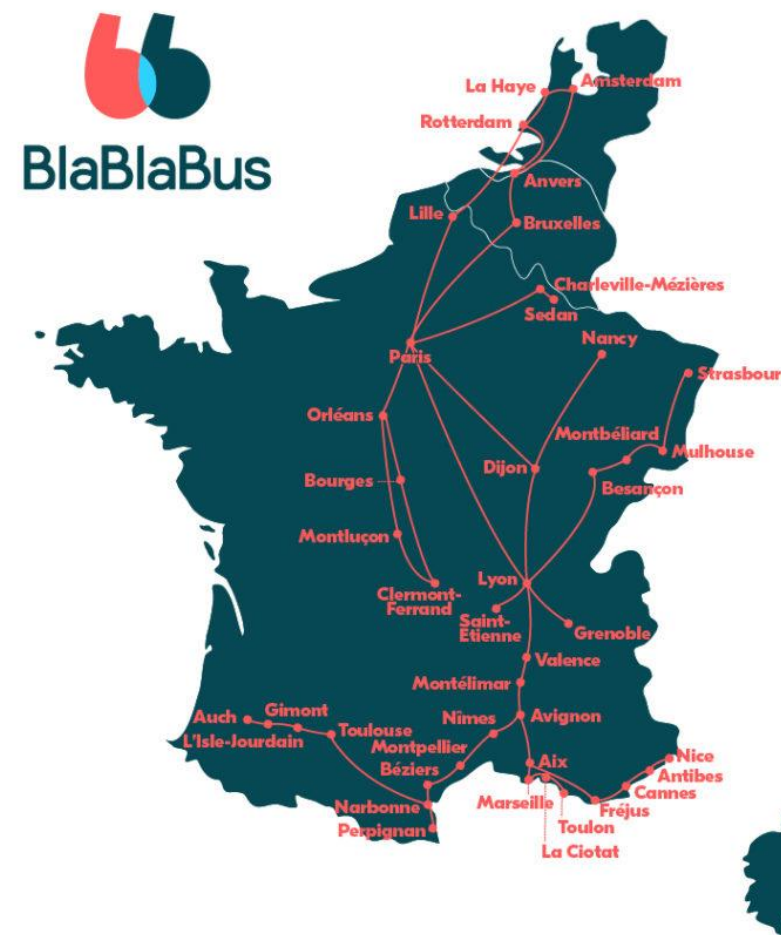 BlaBlaBus
La Haye
Amsterdam
Rotterdam
Anvers
Lille
Bruxelles
Charleville-Mézières
Sedan
Nancy
Paris
Strasbour
Orléans
Montbéliard
Mulhouse
Dijon
Bourges
Besançon
Montluçon
Lyon
Clermont-
Ferrand
Saint-
Etienne
Grenoble
Valence
Montélimar
Auch
Gimont
Nîmes
Avignon
L'Isle-Jourdain
Toulouse
Montpellier
Béziers
Aix
Nice
Antibes
Cannes
Marseille
Fréjus
Narbonne
Toulon
Perpignan
La Ciotat